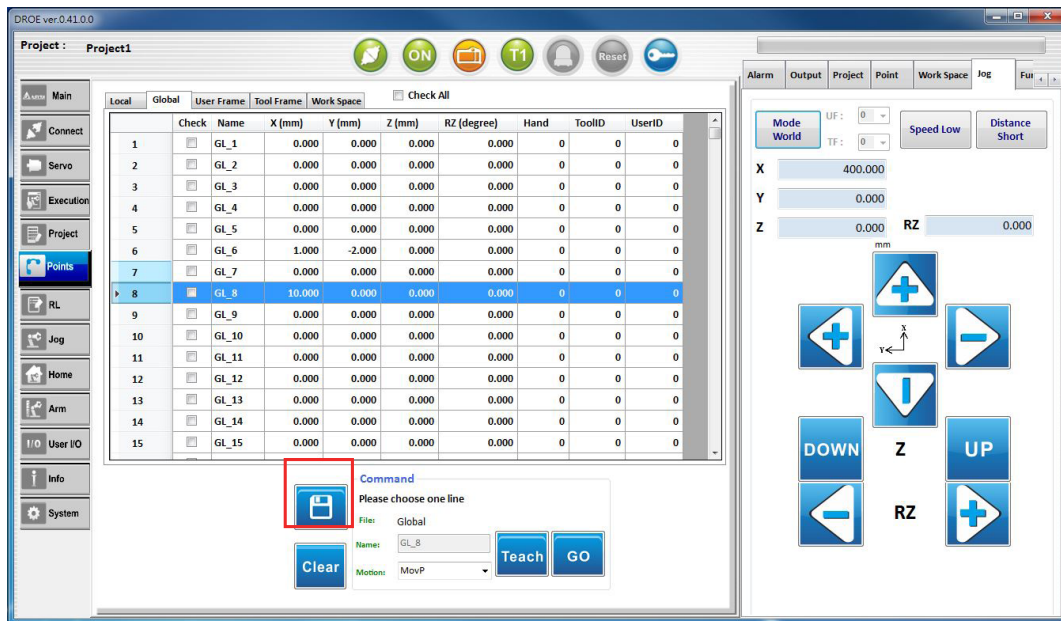 DROE ver.0.41.0.0
Project : Project1
ON T1 Reset
Main
Connect
Servo
Execution
Project
Points
RL
Jog
Home
Arm
I/O User I/O
Info
System
Local Global User Frame Tool Frame Work Space Check All
Check Name X (mm) Y (mm) Z (mm) RZ (degree) Hand ToolID UserID
1 GL_1 0.000 0.000 0.000 0.000 0 0 0
2 GL_2 0.000 0.000 0.000 0.000 0 0 0
3 GL_3 0.000 0.000 0.000 0.000 0 0 0
4 GL_4 0.000 0.000 0.000 0.000 0 0 0
5 GL_5 0.000 0.000 0.000 0.000 0 0 0
6 GL_6 1.000 -2.000 0.000 0.000 0 0 0
7 GL_7 0.000 0.000 0.000 0.000 0 0 0
8 GL_8 10.000 0.000 0.000 0.000 0 0 0
9 GL_9 0.000 0.000 0.000 0.000 0 0 0
10 GL_10 0.000 0.000 0.000 0.000 0 0 0
11 GL_11 0.000 0.000 0.000 0.000 0 0 0
12 GL_12 0.000 0.000 0.000 0.000 0 0 0
13 GL_13 0.000 0.000 0.000 0.000 0 0 0
14 GL_14 0.000 0.000 0.000 0.000 0 0 0
15 GL_15 0.000 0.000 0.000 0.000 0 0 0
Command
Please choose one line
File: Global
Name: GL_8
Motion: MovP
Clear
Teach GO
Alarm Output Project Point Work Space Jog
Mode World
UF : 0
TF : 0
Speed Low
Distance Short
X 400.000
Y 0.000
Z 0.000 RZ 0.000
mm
X
Y
DOWN Z UP
RZ